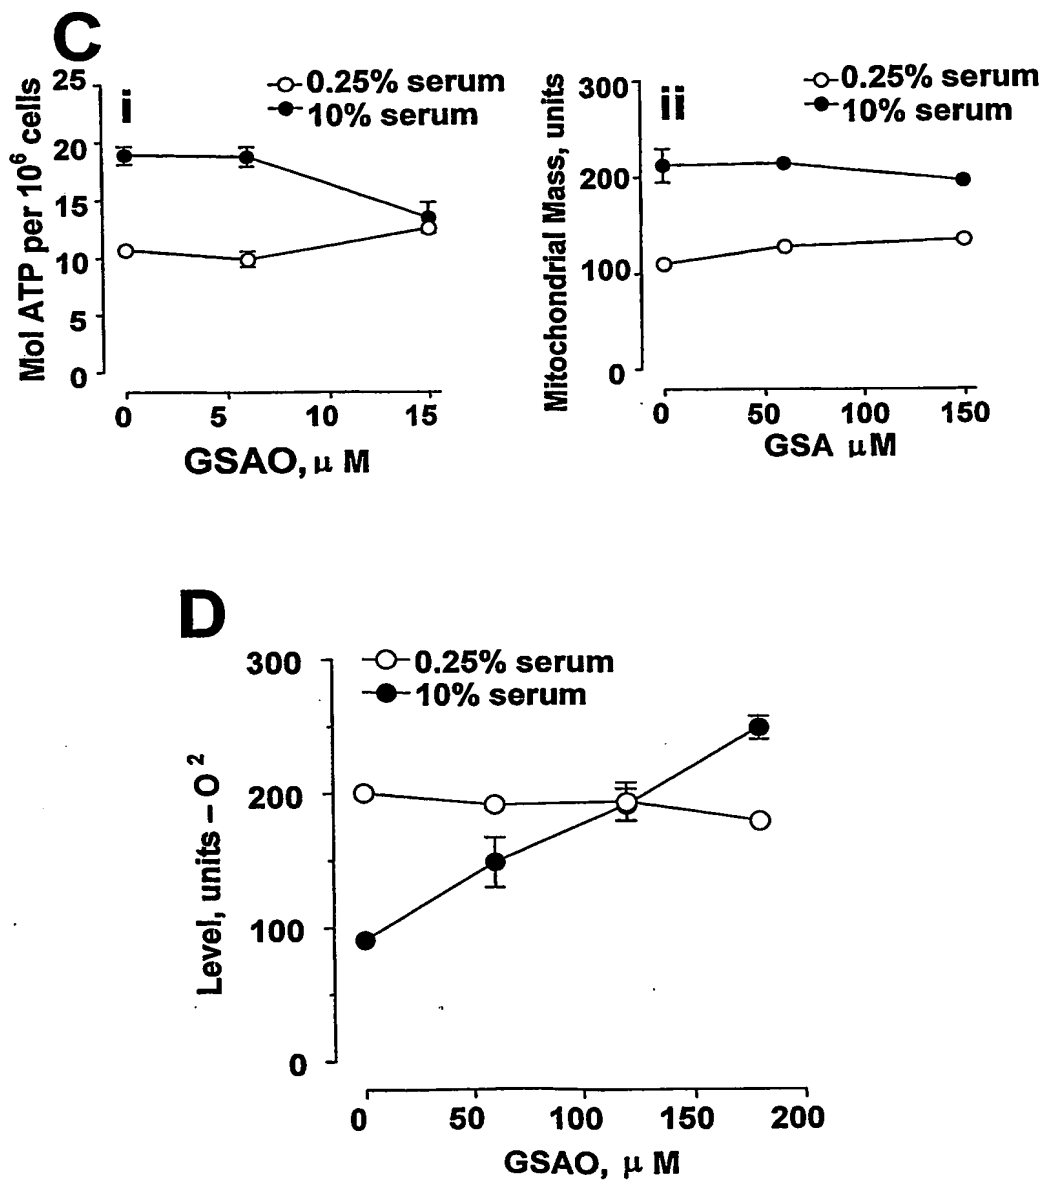 C
i
0.25% serum
10% serum
Mol ATP per 10⁶ cells
25
20
15
10
5
0
0 5 10 15
GSAO, μ M
ii
0.25% serum
10% serum
Mitochondrial Mass, units
300
200
100
0
0 50 100 150
GSA μM
D
0.25% serum
10% serum
Level, units – O²
300
200
100
0
0 50 100 150 200
GSAO, μ M